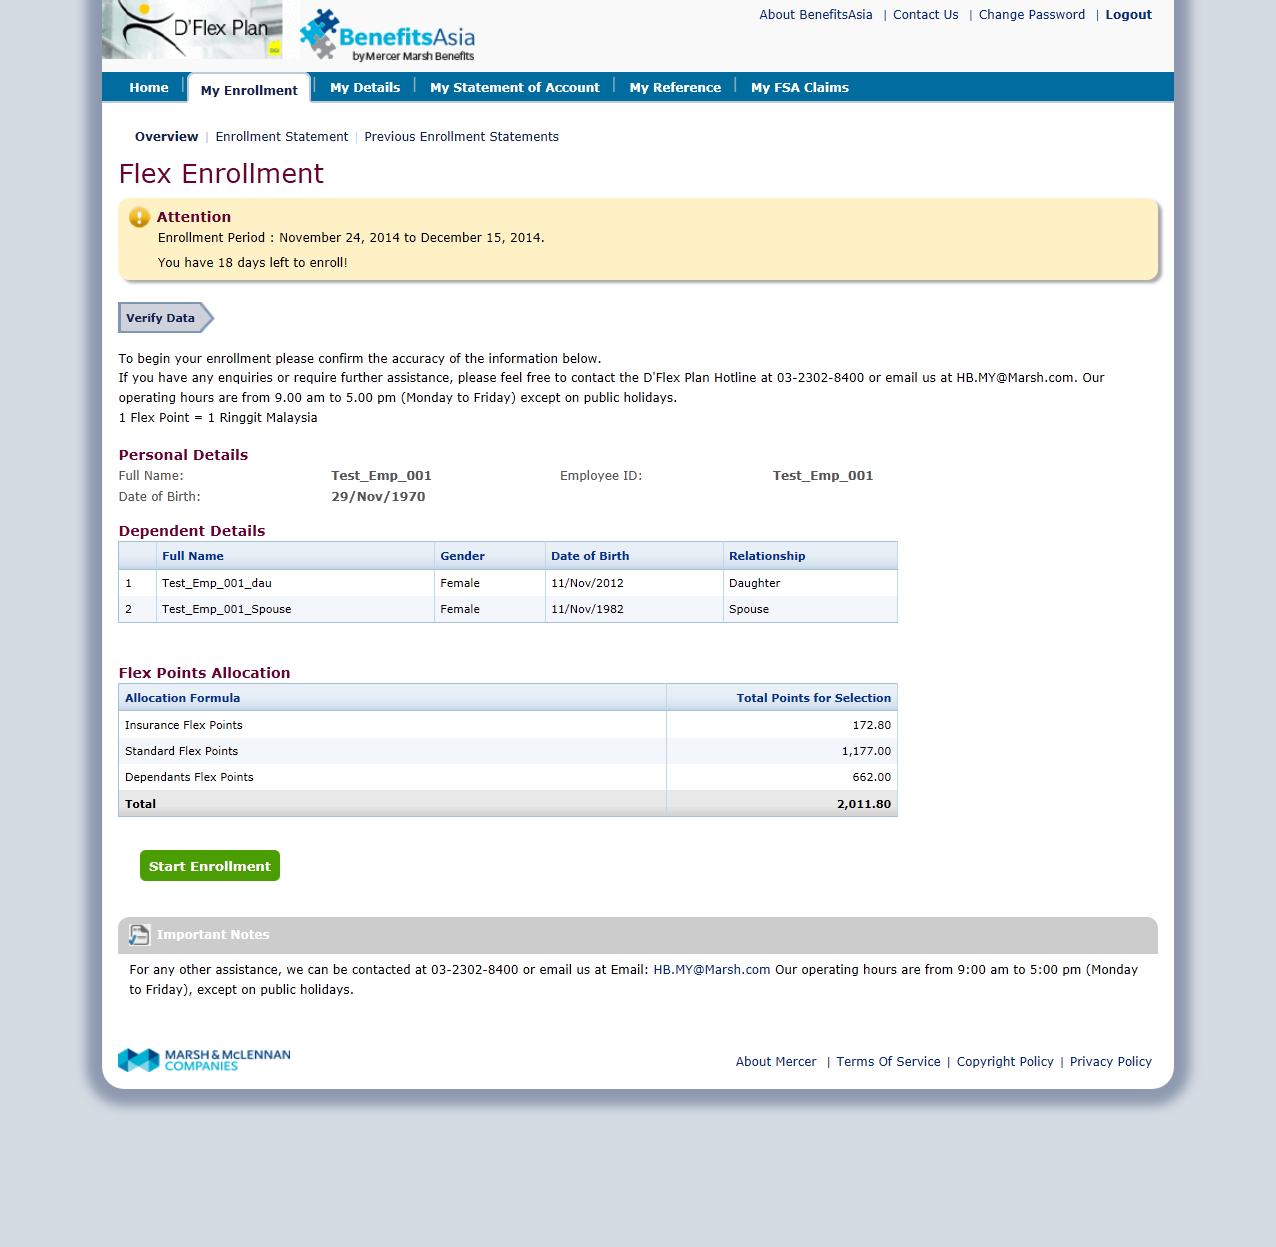 D'Flex Plan
BenefitsAsia
by Mercer Marsh Benefits
About BenefitsAsia | Contact Us | Change Password | Logout
Home | My Enrollment | My Details | My Statement of Account | My Reference | My FSA Claims
Overview | Enrollment Statement | Previous Enrollment Statements
Flex Enrollment
Attention
Enrollment Period : November 24, 2014 to December 15, 2014.
You have 18 days left to enroll!
Verify Data
To begin your enrollment please confirm the accuracy of the information below.
If you have any enquiries or require further assistance, please feel free to contact the D'Flex Plan Hotline at 03-2302-8400 or email us at HB.MY@Marsh.com. Our
operating hours are from 9.00 am to 5.00 pm (Monday to Friday) except on public holidays.
1 Flex Point = 1 Ringgit Malaysia
Personal Details
Full Name: Test_Emp_001 Employee ID: Test_Emp_001
Date of Birth: 29/Nov/1970
Dependent Details
Full Name Gender Date of Birth Relationship
1 Test_Emp_001_dau Female 11/Nov/2012 Daughter
2 Test_Emp_001_Spouse Female 11/Nov/1982 Spouse
Flex Points Allocation
Allocation Formula Total Points for Selection
Insurance Flex Points 172.80
Standard Flex Points 1,177.00
Dependants Flex Points 662.00
Total 2,011.80
Start Enrollment
Important Notes
For any other assistance, we can be contacted at 03-2302-8400 or email us at Email: HB.MY@Marsh.com Our operating hours are from 9:00 am to 5:00 pm (Monday
to Friday), except on public holidays.
MARSH & McLENNAN
COMPANIES
About Mercer | Terms Of Service | Copyright Policy | Privacy Policy